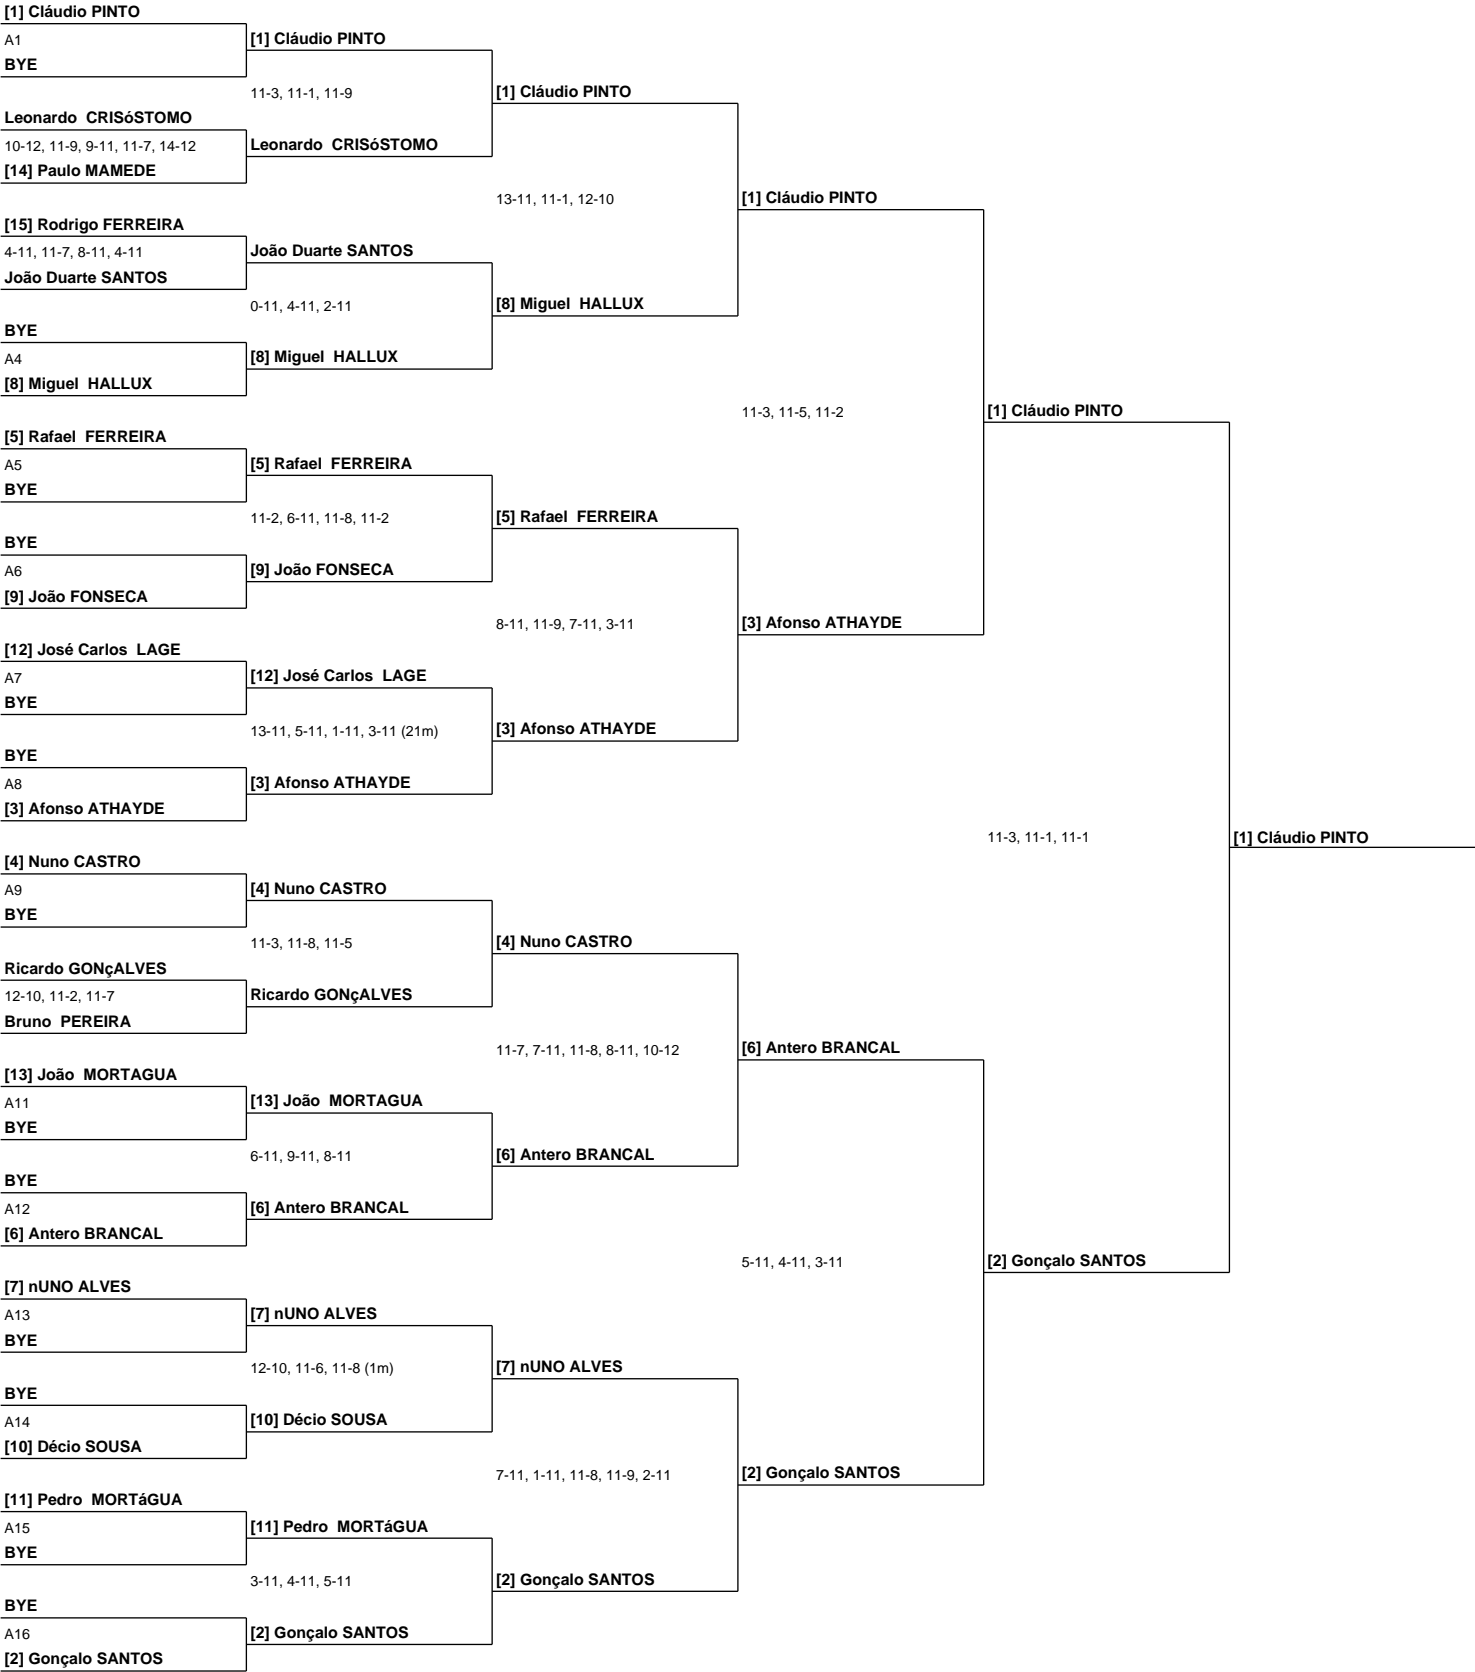 [1] Cláudio PINTO
A1
BYE
[1] Cláudio PINTO
11-3, 11-1, 11-9
[1] Cláudio PINTO
Leonardo  CRISóSTOMO
10-12, 11-9, 9-11, 11-7, 14-12
[14] Paulo MAMEDE
Leonardo  CRISóSTOMO
13-11, 11-1, 12-10
[1] Cláudio PINTO
[15] Rodrigo FERREIRA
4-11, 11-7, 8-11, 4-11
João Duarte SANTOS
João Duarte SANTOS
0-11, 4-11, 2-11
[8] Miguel  HALLUX
BYE
A4
[8] Miguel  HALLUX
[8] Miguel  HALLUX
11-3, 11-5, 11-2
[1] Cláudio PINTO
[5] Rafael  FERREIRA
A5
BYE
[5] Rafael  FERREIRA
11-2, 6-11, 11-8, 11-2
[5] Rafael  FERREIRA
BYE
A6
[9] João FONSECA
[9] João FONSECA
8-11, 11-9, 7-11, 3-11
[3] Afonso ATHAYDE
[12] José Carlos  LAGE
A7
BYE
[12] José Carlos  LAGE
13-11, 5-11, 1-11, 3-11 (21m)
[3] Afonso ATHAYDE
BYE
A8
[3] Afonso ATHAYDE
[3] Afonso ATHAYDE
11-3, 11-1, 11-1
[1] Cláudio PINTO
[4] Nuno CASTRO
A9
BYE
[4] Nuno CASTRO
11-3, 11-8, 11-5
[4] Nuno CASTRO
Ricardo GONçALVES
12-10, 11-2, 11-7
Bruno  PEREIRA
Ricardo GONçALVES
11-7, 7-11, 11-8, 8-11, 10-12
[6] Antero BRANCAL
[13] João  MORTAGUA
A11
BYE
[13] João  MORTAGUA
6-11, 9-11, 8-11
[6] Antero BRANCAL
BYE
A12
[6] Antero BRANCAL
[6] Antero BRANCAL
5-11, 4-11, 3-11
[2] Gonçalo SANTOS
[7] nUNO ALVES
A13
BYE
[7] nUNO ALVES
12-10, 11-6, 11-8 (1m)
[7] nUNO ALVES
BYE
A14
[10] Décio SOUSA
[10] Décio SOUSA
7-11, 1-11, 11-8, 11-9, 2-11
[2] Gonçalo SANTOS
[11] Pedro  MORTáGUA
A15
BYE
[11] Pedro  MORTáGUA
3-11, 4-11, 5-11
[2] Gonçalo SANTOS
BYE
A16
[2] Gonçalo SANTOS
[2] Gonçalo SANTOS